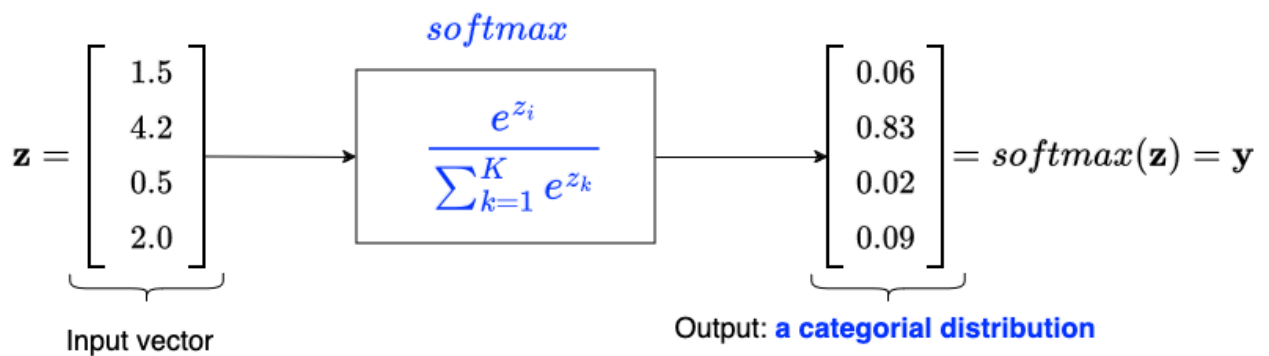 softmax
z =
1.5
4.2
0.5
2.0
e^{z_i}
∑_{k=1}^{K} e^{z_k}
0.06
0.83
0.02
0.09
= softmax(z) = y
Input vector
Output: a categorial distribution